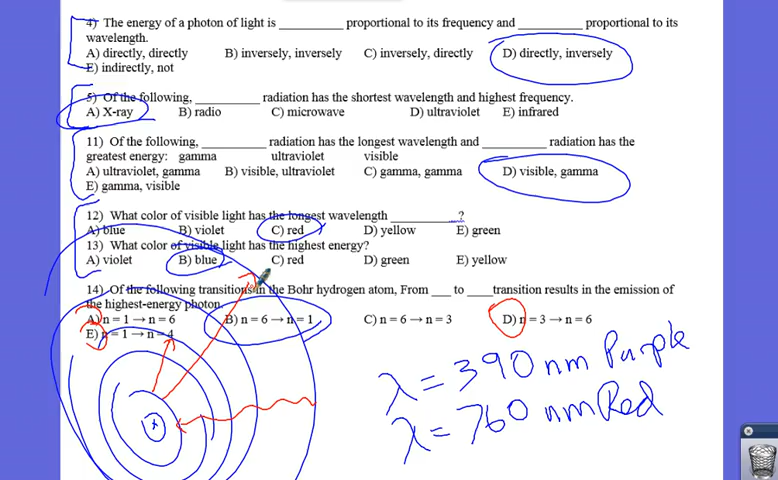 4) The energy of a photon of light is __________ proportional to its frequency and __________ proportional to its
wavelength.
A) directly, directly B) inversely, inversely C) inversely, directly D) directly, inversely
E) indirectly, not
5) Of the following, __________ radiation has the shortest wavelength and highest frequency.
A) X-ray B) radio C) microwave D) ultraviolet E) infrared
11) Of the following, __________ radiation has the longest wavelength and __________ radiation has the
greatest energy: gamma ultraviolet visible
A) ultraviolet, gamma B) visible, ultraviolet C) gamma, gamma D) visible, gamma
E) gamma, visible
12) What color of visible light has the longest wavelength __________?
A) blue B) violet C) red D) yellow E) green
13) What color of visible light has the highest energy?
A) violet B) blue C) red D) green E) yellow
14) Of the following transitions in the Bohr hydrogen atom, From ___ to ____transition results in the emission of
the highest-energy photon.
A) n = 1 → n = 6 B) n = 6 → n = 1 C) n = 6 → n = 3 D) n = 3 → n = 6
E) n = 1 → n = 4
λ = 390 nm Purple
λ = 760 nm Red